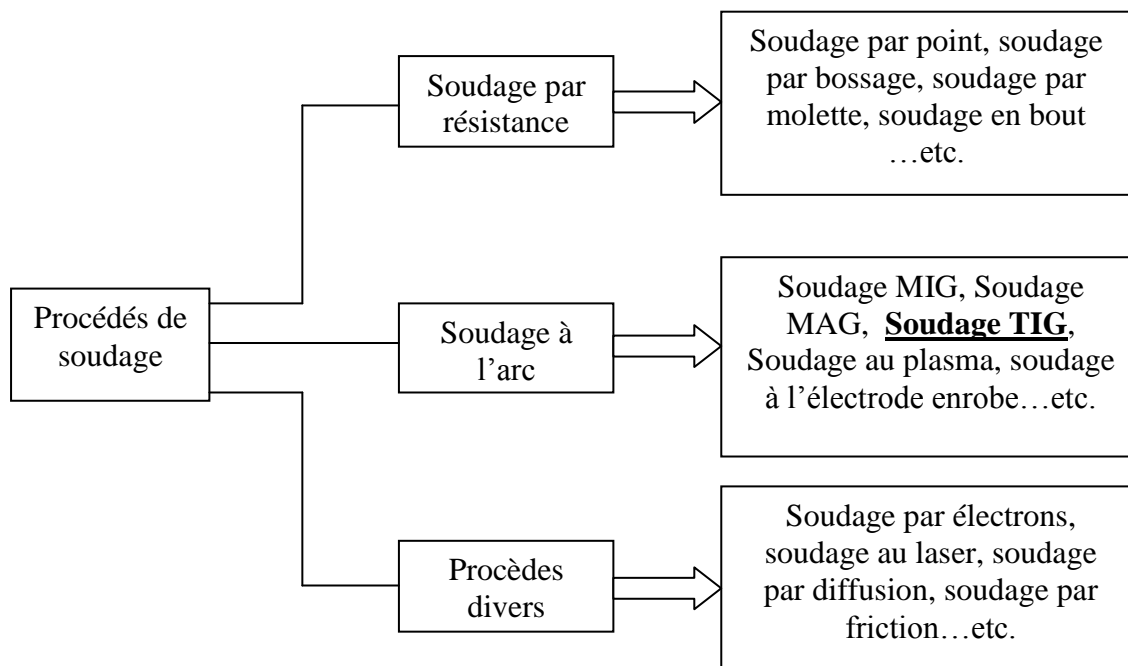 Procédés de
soudage
Soudage par
résistance
Soudage par point, soudage
par bossage, soudage par
molette, soudage en bout
…etc.
Soudage à
l’arc
Soudage MIG, Soudage
MAG, Soudage TIG,
Soudage au plasma, soudage
à l’électrode enrobe…etc.
Procèdes
divers
Soudage par électrons,
soudage au laser, soudage
par diffusion, soudage par
friction…etc.